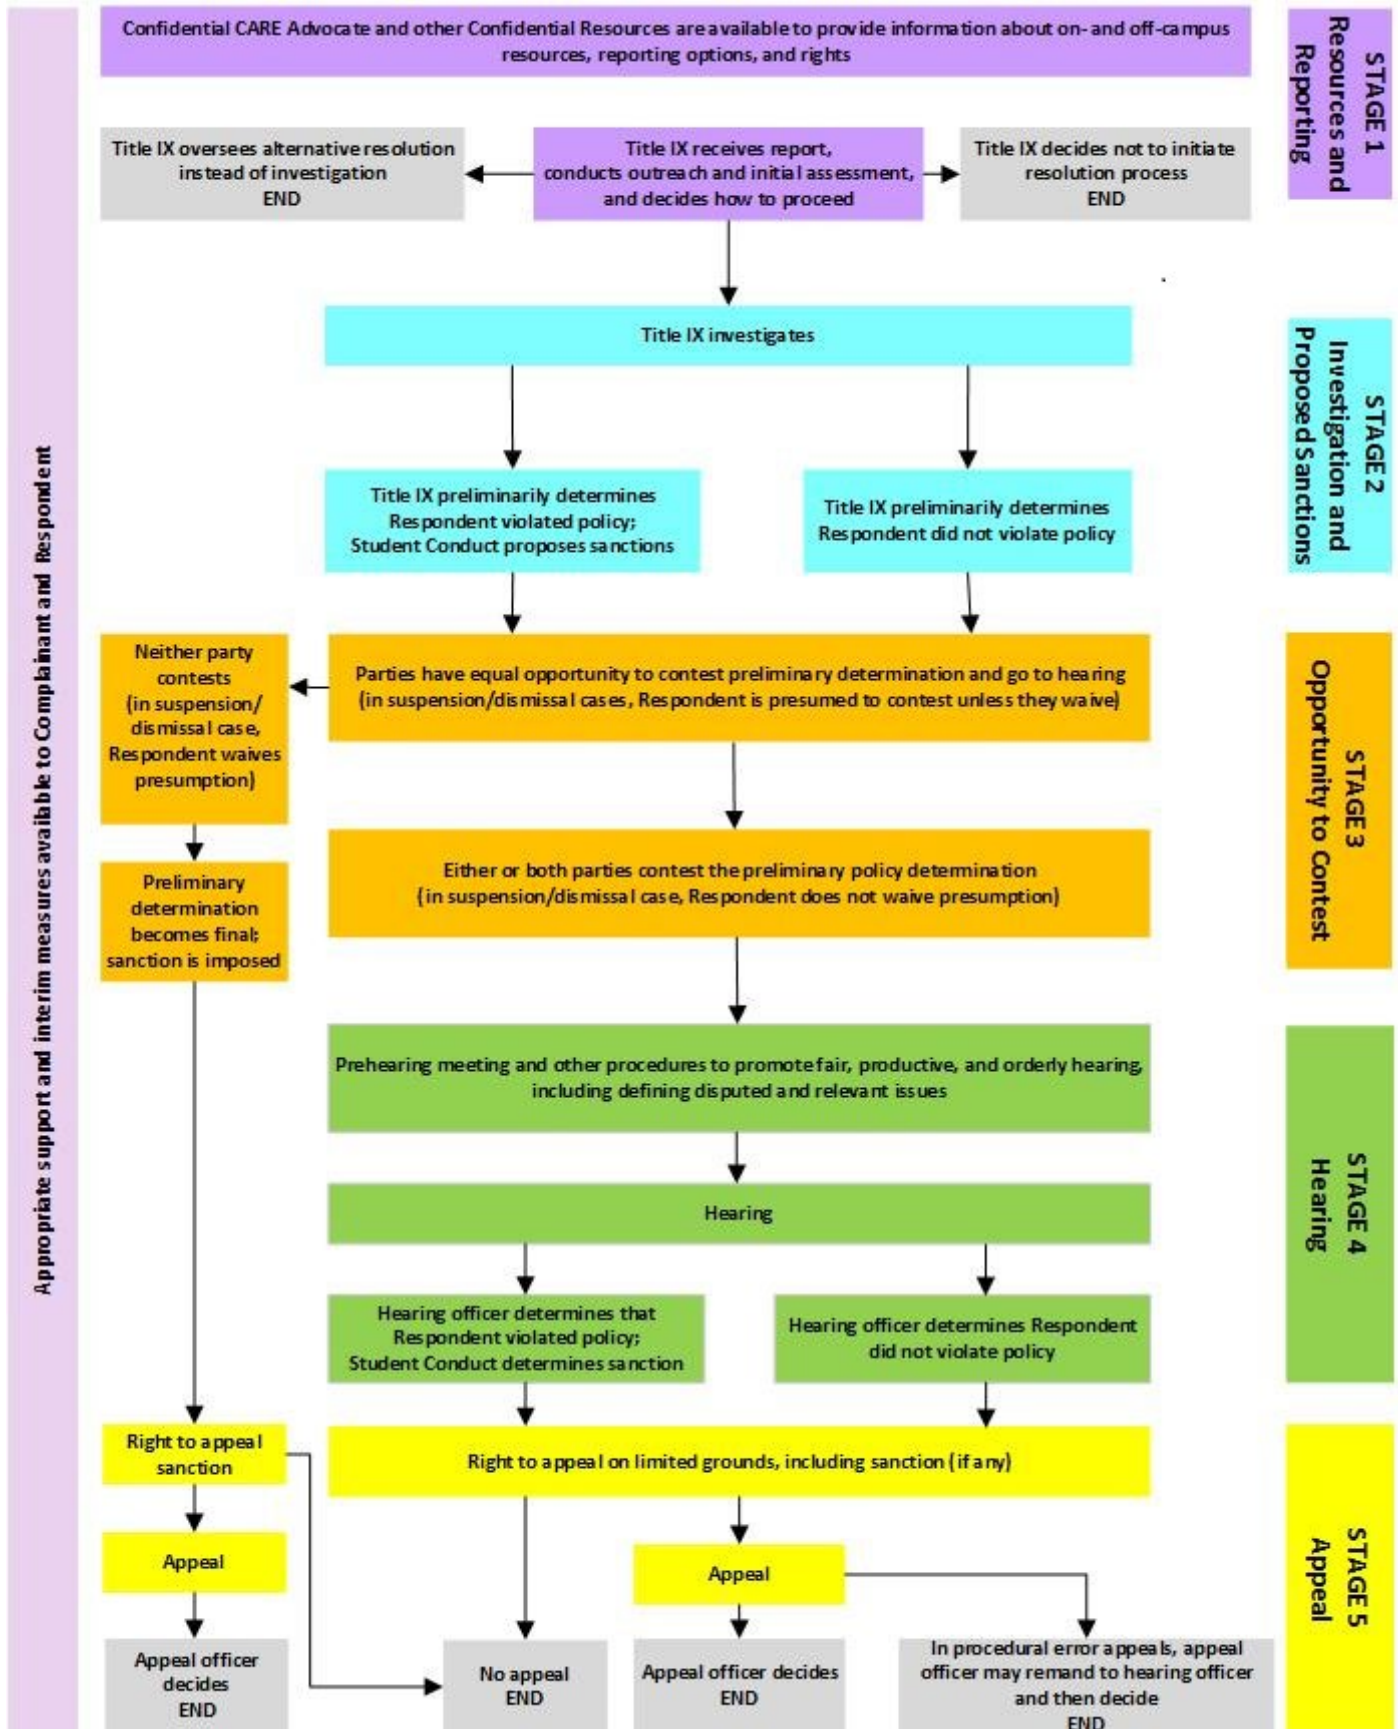 Confidential CARE Advocate and other Confidential Resources are available to provide information about on- and off-campus
resources, reporting options, and rights
STAGE 1
Resources and
Reporting
Title IX oversees alternative resolution
instead of investigation
END
Title IX receives report,
conducts outreach and initial assessment,
and decides how to proceed
Title IX decides not to initiate
resolution process
END
Title IX investigates
STAGE 2
Investigation and
Proposed Sanctions
Title IX preliminarily determines
Respondent violated policy;
Student Conduct proposes sanctions
Title IX preliminarily determines
Respondent did not violate policy
Appropriate support and interim measures available to Complainant and Respondent
Neither party
contests
(in suspension/
dismissal case,
Respondent waives
presumption)
Parties have equal opportunity to contest preliminary determination and go to hearing
(in suspension/dismissal cases, Respondent is presumed to contest unless they waive)
STAGE 3
Opportunity to Contest
Either or both parties contest the preliminary policy determination
(in suspension/dismissal case, Respondent does not waive presumption)
Preliminary
determination
becomes final;
sanction is imposed
Prehearing meeting and other procedures to promote fair, productive, and orderly hearing,
including defining disputed and relevant issues
STAGE 4
Hearing
Hearing
Hearing officer determines that
Respondent violated policy;
Student Conduct determines sanction
Hearing officer determines Respondent
did not violate policy
Right to appeal
sanction
Right to appeal on limited grounds, including sanction (if any)
STAGE 5
Appeal
Appeal
Appeal
Appeal officer
decides
END
No appeal
END
Appeal officer decides
END
In procedural error appeals, appeal
officer may remand to hearing officer
and then decide
END